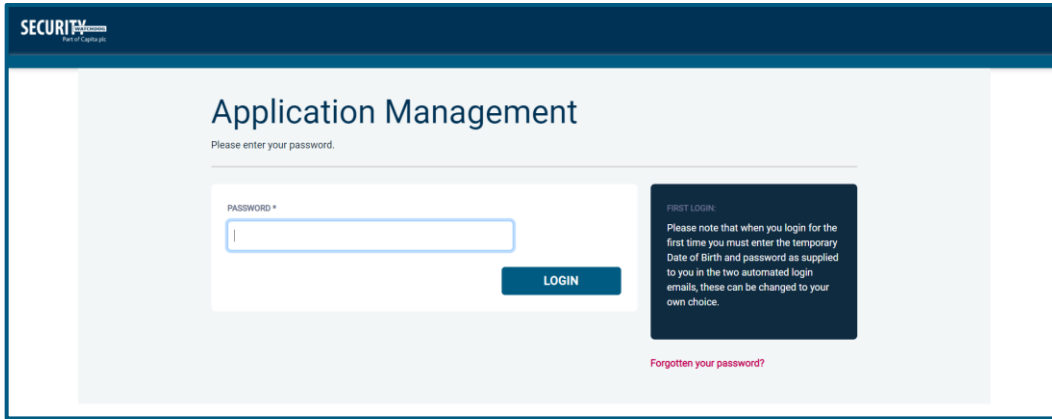 SECURITY WATCHDOG
Part of Capita plc
Application Management
Please enter your password.
PASSWORD *
LOGIN
FIRST LOGIN:
Please note that when you login for the
first time you must enter the temporary
Date of Birth and password as supplied
to you in the two automated login
emails, these can be changed to your
own choice.
Forgotten your password?